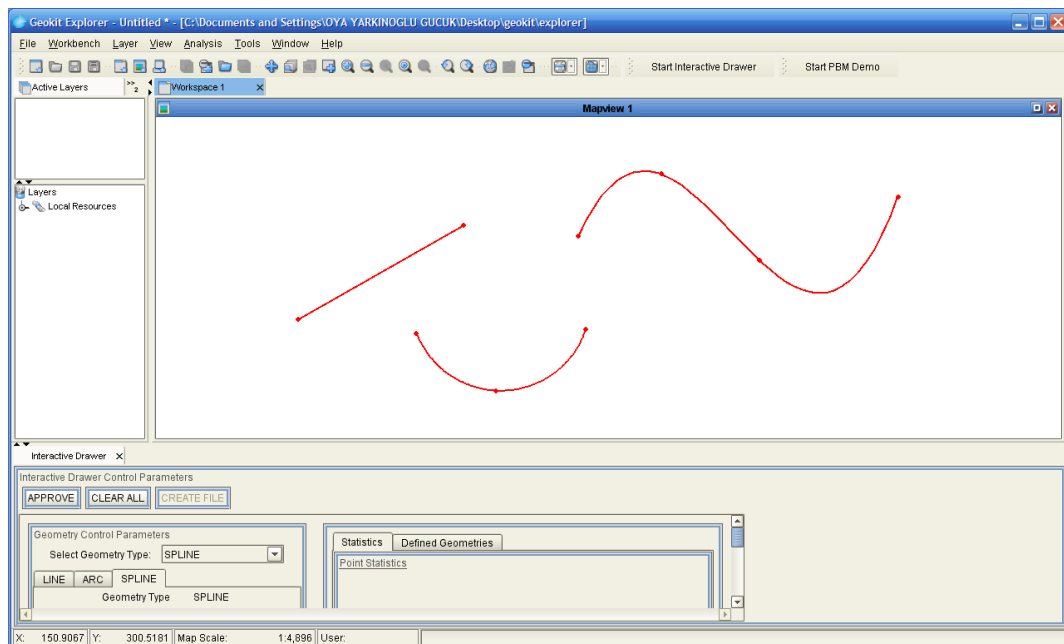 Geokit Explorer - Untitled * - [C:\Documents and Settings\OYA YARKINOGLU GUCUK\Desktop\geokit\explorer]
File Workbench Layer View Analysis Tools Window Help
Start Interactive Drawer Start PBM Demo
Active Layers >>2 Workspace 1 X
Mapview 1
Layers
Local Resources
Interactive Drawer X
Interactive Drawer Control Parameters
APPROVE CLEAR ALL CREATE FILE
Geometry Control Parameters
Select Geometry Type: SPLINE
LINE ARC SPLINE
Geometry Type SPLINE
Statistics Defined Geometries
Point Statistics
X: 150.9067 Y: 300.5181 Map Scale: 1:4,896 User: